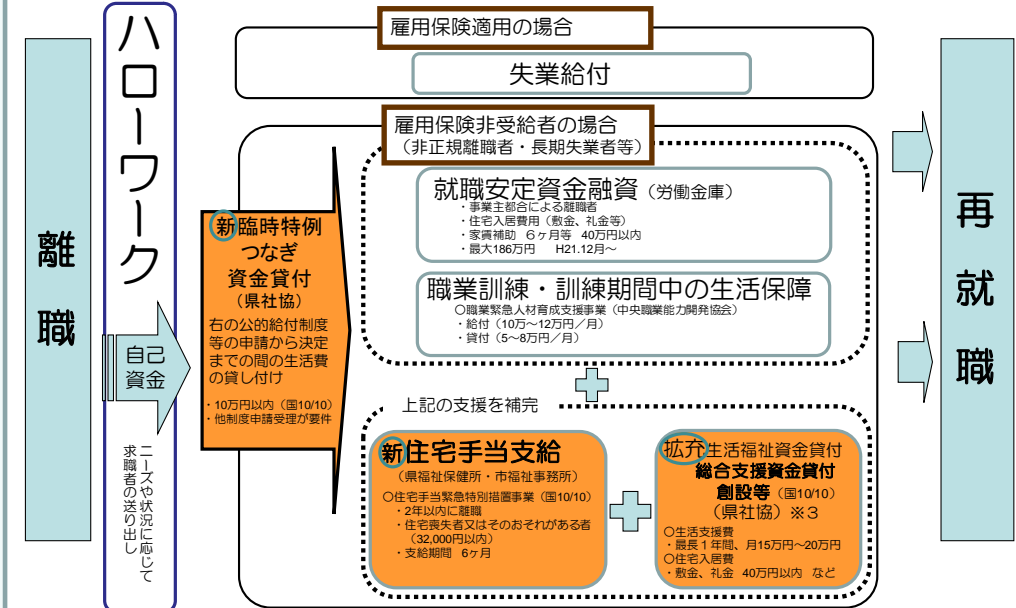 離職
ハローワーク
自己
資金
ニーズや状況に応じて
求職者の送り出し
雇用保険適用の場合
失業給付
雇用保険非受給者の場合
（非正規離職者・長期失業者等）
新臨時特例
つなぎ
資金貸付
（県社協）
右の公的給付制度
等の申請から決定
までの間の生活費
の貸し付け
・10万円以内（国10/10）
・他制度申請受理が要件
就職安定資金融資（労働金庫）
・事業主都合による離職者
・住宅入居費用（敷金、礼金等）
・家賃補助　６ヶ月等　40万円以内
・最大186万円　H21.12月～
職業訓練・訓練期間中の生活保障
○職業緊急人材育成支援事業（中央職業能力開発協会）
・給付（10万～12万円／月）
・貸付（5～8万円／月）
上記の支援を補完
新住宅手当支給
（県福祉保健所・市福祉事務所）
○住宅手当緊急特別措置事業（国10/10）
・2年以内に離職
・住宅喪失者又はそのおそれがある者
（32,000円以内）
・支給期間　6ヶ月
拡充生活福祉資金貸付
総合支援資金貸付
創設等（国10/10）
（県社協）※３
○生活支援費
・最長１年間、月15万円～20万円
○住宅入居費
・敷金、礼金　40万円以内　など
再就職